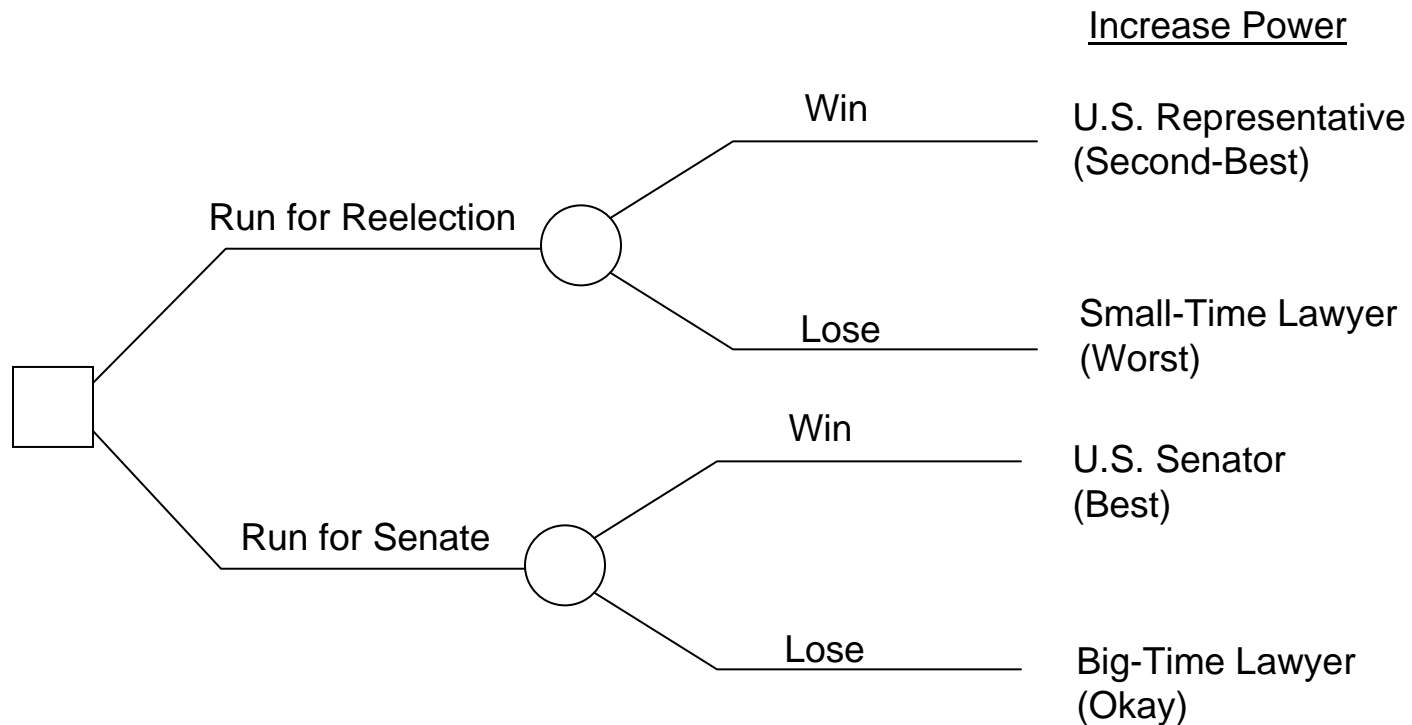 Increase Power
Win
U.S. Representative
(Second-Best)
Run for Reelection
Lose
Small-Time Lawyer
(Worst)
Win
U.S. Senator
(Best)
Run for Senate
Lose
Big-Time Lawyer
(Okay)